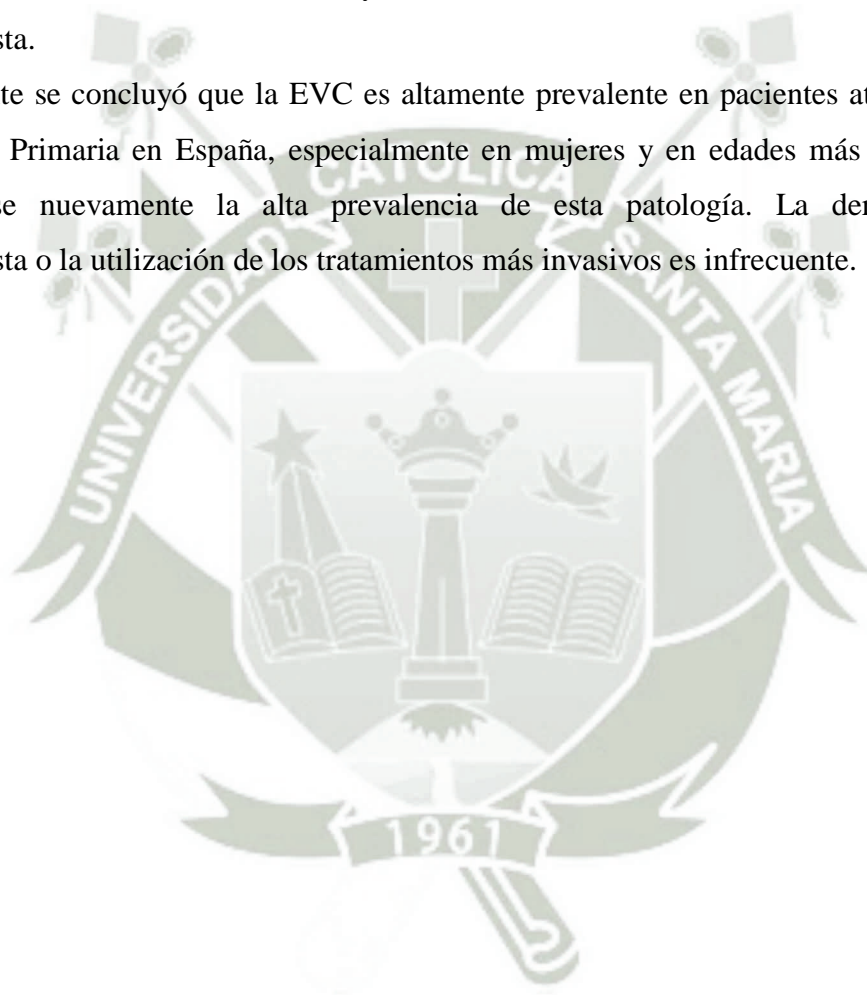 sta.
te se concluyó que la EVC es altamente prevalente en pacientes at
Primaria en España, especialmente en mujeres y en edades más
se nuevamente la alta prevalencia de esta patología. La der
sta o la utilización de los tratamientos más invasivos es infrecuente.
UNIVERSIDAD CATOLICA SANTA MARIA
1961